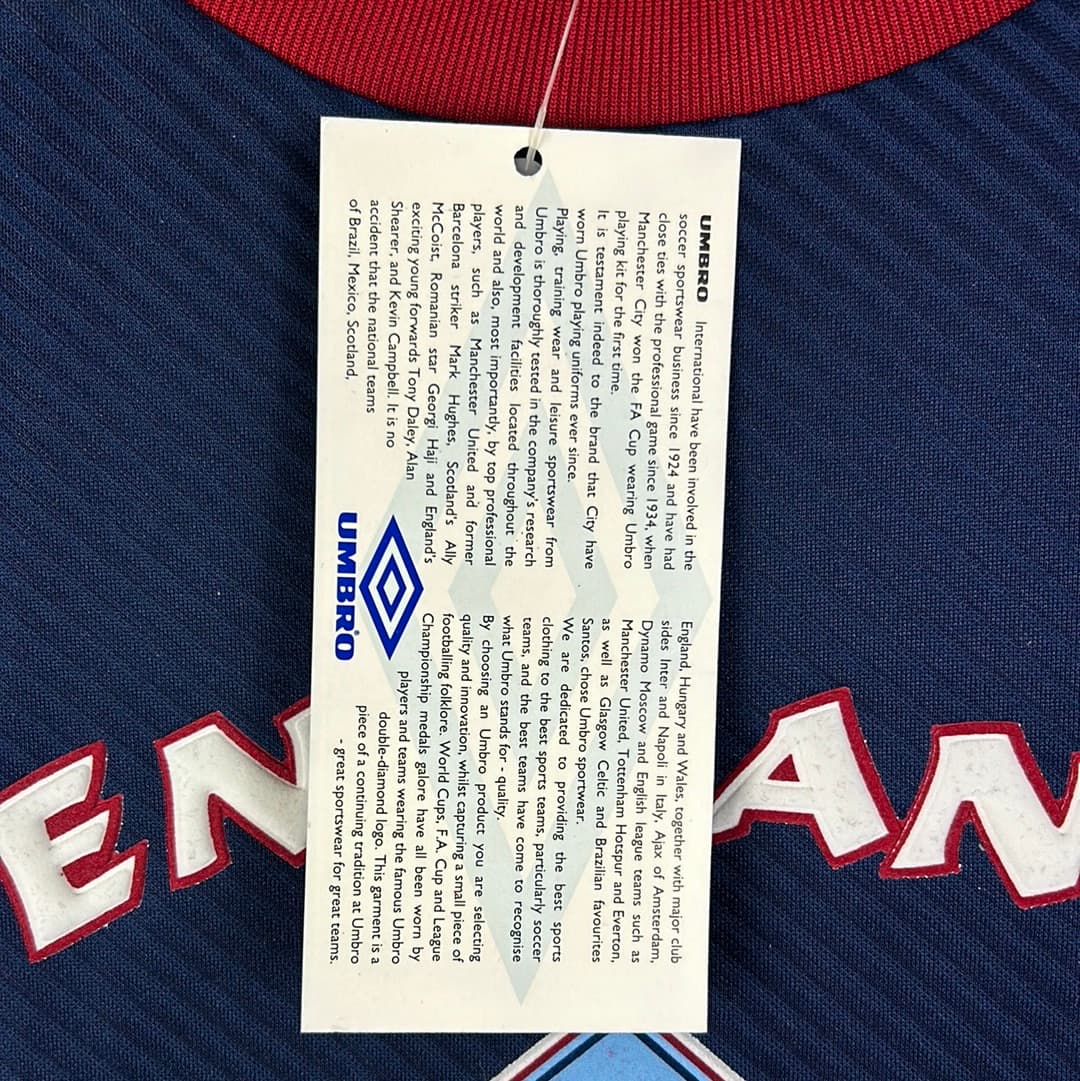 UMBRO International have been involved in the
soccer sportswear business since 1924 and have had
close ties with the professional game since 1934, when
Manchester City won the FA Cup wearing Umbro
playing kit for the first time.
It is testament indeed to the brand that City have
worn Umbro playing uniforms ever since.
Playing, training wear and leisure sportswear from
Umbro is thoroughly tested in the company's research
and development facilities located throughout the
world and also, most importantly, by top professional
players, such as Manchester United and former
Barcelona striker Mark Hughes, Scotland's Ally
McCoist, Romanian star Georgi Haji and England's
exciting young forwards Tony Daley, Alan
Shearer, and Kevin Campbell. It is no
accident that the national teams
of Brazil, Mexico, Scotland,
England, Hungary and Wales, together with major club
sides Inter and Napoli in Italy, Ajax of Amsterdam,
Dynamo Moscow and English league teams such as
Manchester United, Tottenham Hotspur and Everton,
as well as Glasgow Celtic and Brazilian favourites
Santos, chose Umbro sportwear.
We are dedicated to providing the best sports
clothing to the best sports teams, particularly soccer
teams, and the best teams have come to recognise
what Umbro stands for - quality.
By choosing an Umbro product you are selecting
quality and innovation, whilst capturing a small piece of
footballing folklore. World Cups, F.A. Cup and League
Championship medals galore have all been worn by
players and teams wearing the famous Umbro
double-diamond logo. This garment is a
piece of a continuing tradition at Umbro
- great sportswear for great teams.
UMBRO
EN AN